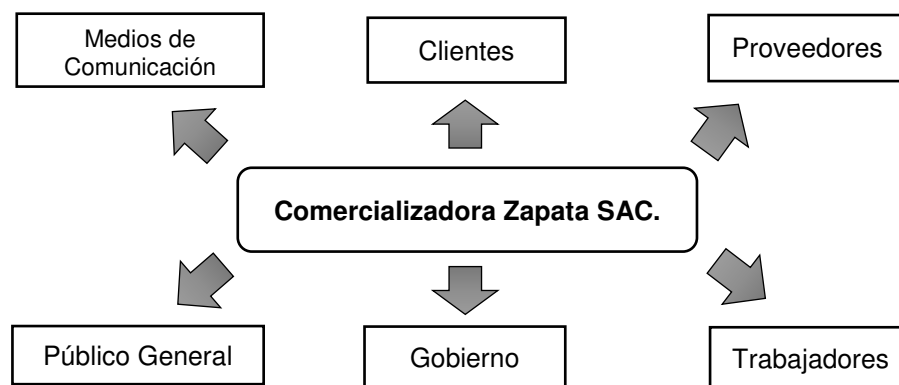 Medios de
Comunicación
Clientes
Proveedores
Comercializadora Zapata SAC.
Público General
Gobierno
Trabajadores